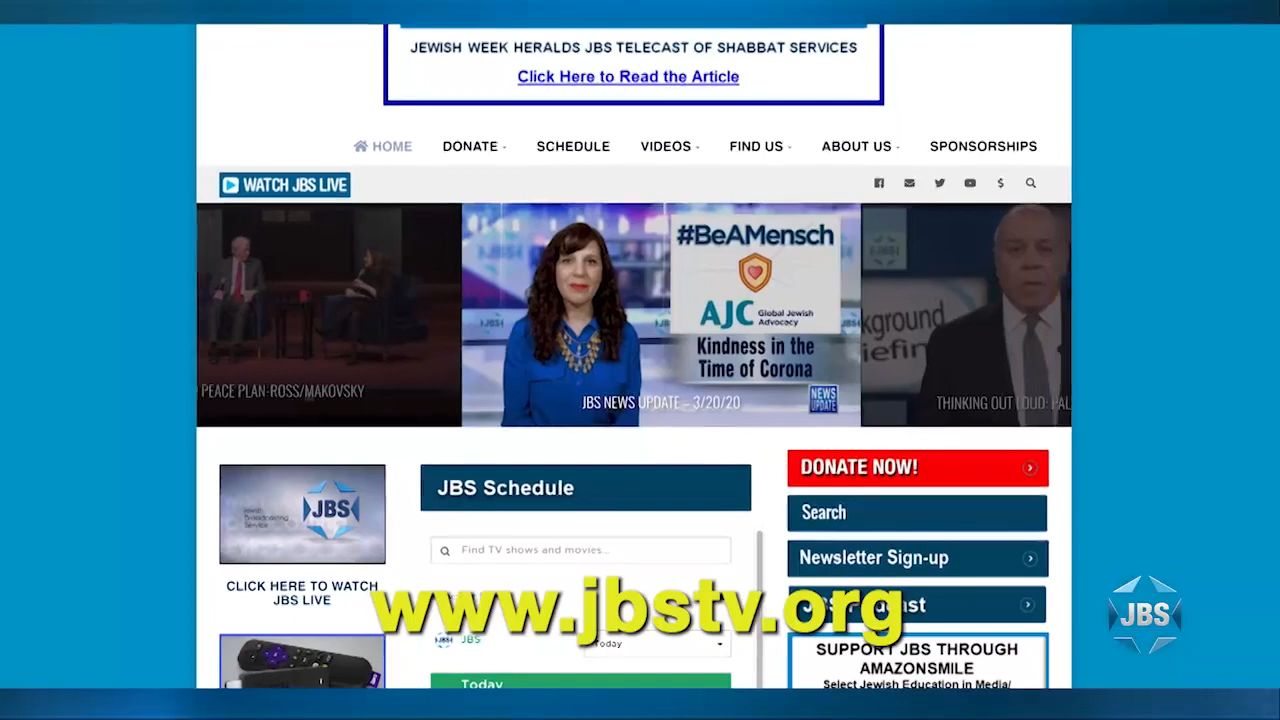 JEWISH WEEK HERALDS JBS TELECAST OF SHABBAT SERVICES
Click Here to Read the Article
HOME DONATE SCHEDULE VIDEOS FIND US ABOUT US SPONSORSHIPS
WATCH JBS LIVE
$
#BeAMensch
AJC Global Jewish Advocacy
Kindness in the
Time of Corona
NEWS UPDATE
PEACE PLAN-ROSS/MAKOVSKY
JBS NEWS UPDATE – 3/20/20
THINKING OUT LOUD: PAL
JBS
Jewish
Broadcasting
Service
CLICK HERE TO WATCH
JBS LIVE
JBS Schedule
Find TV shows and movies...
JBS
Today
Today
DONATE NOW!
Search
Newsletter Sign-up
SUPPORT JBS THROUGH
AMAZONSMILE
Select Jewish Education in Media/
www.jbstv.org
JBS